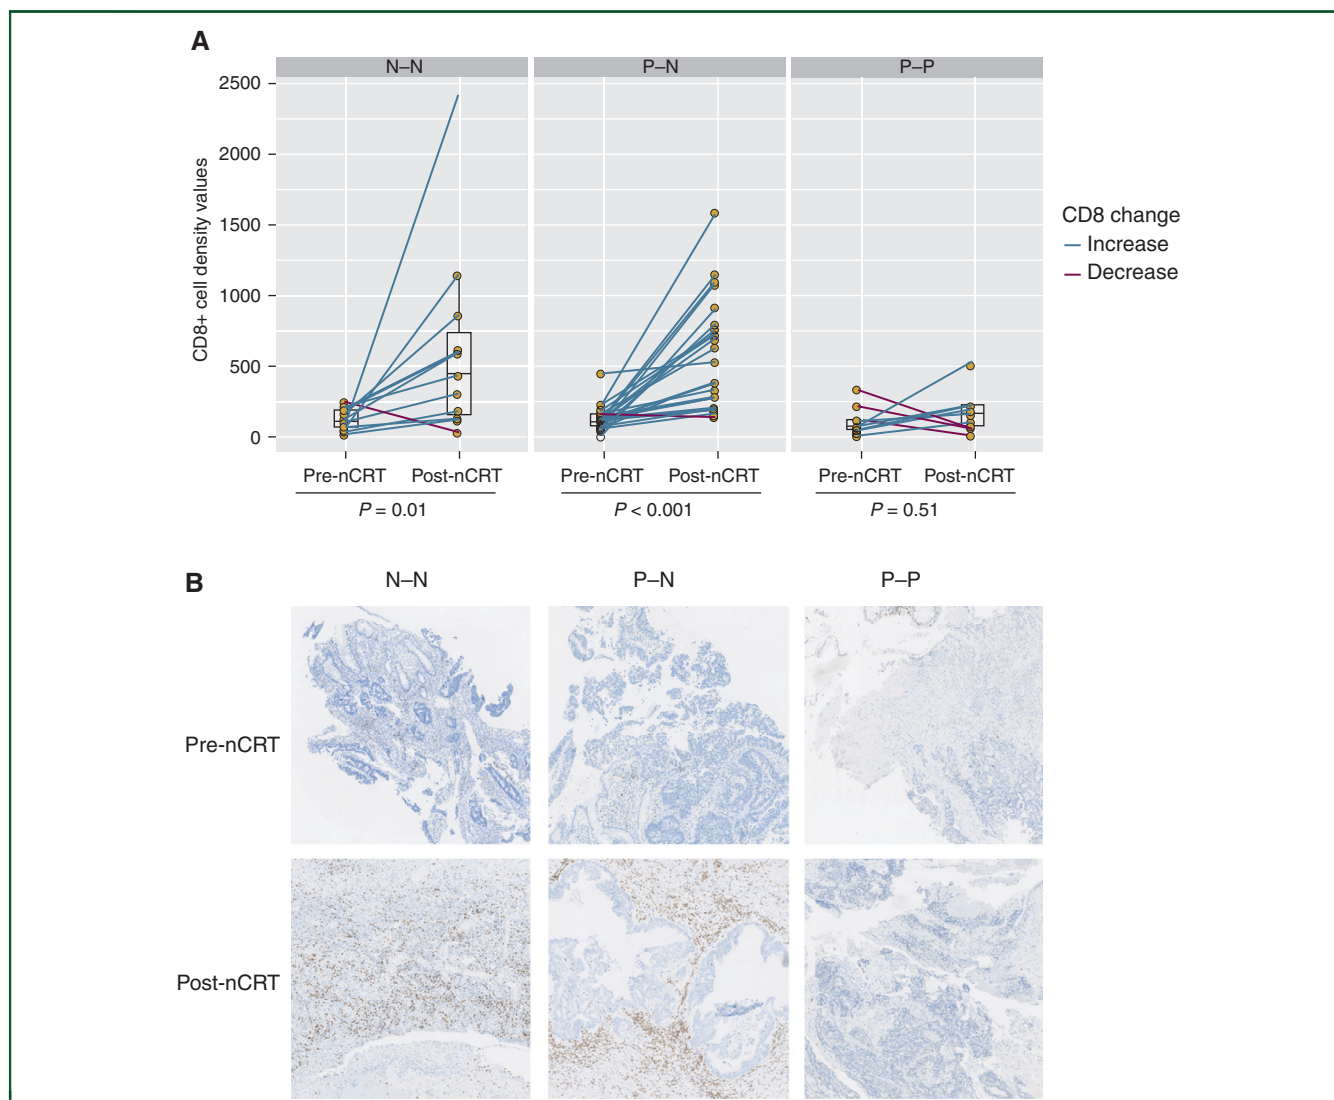 A
N–N P–N P–P
2500
2000
1500
1000
500
0
CD8+ cell density values
Pre-nCRT Post-nCRT Pre-nCRT Post-nCRT Pre-nCRT Post-nCRT
P = 0.01 P < 0.001 P = 0.51
CD8 change
Increase
Decrease
B
N–N P–N P–P
Pre-nCRT
Post-nCRT